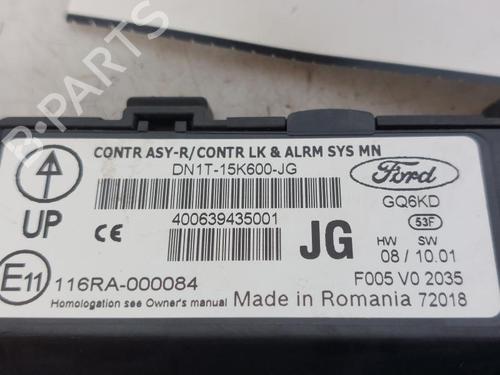 B-PARTS
CONTR ASY-R/CONTR LK & ALRM SYS MN
DN1T-15K600-JG
Ford
GQ6KD
53F
UP
CE
400639435001
JG
HW SW
08 / 10.01
E11
116RA-000084
F005 V0 2035
Homologation see Owner's manual
Made in Romania 72018